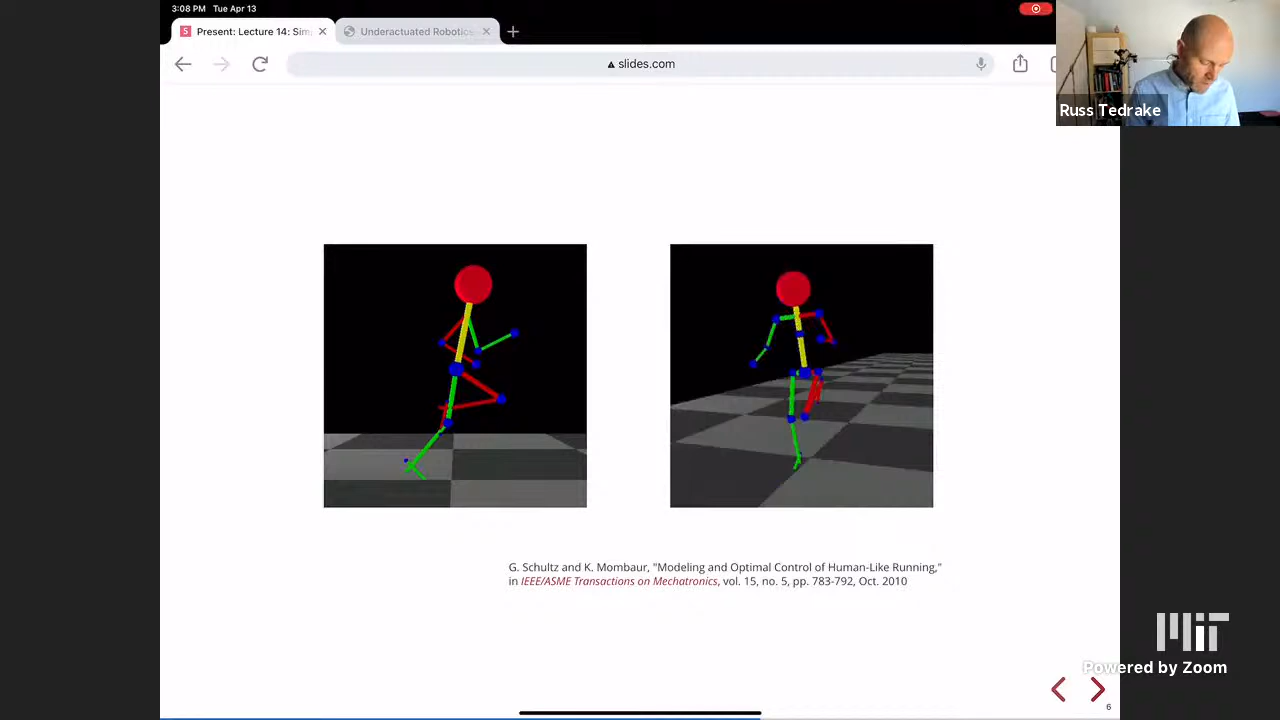 3:08 PM Tue Apr 13
Present: Lecture 14: Sim
Underactuated Robotics
slides.com
Russ Tedrake
G. Schultz and K. Mombaur, "Modeling and Optimal Control of Human-Like Running,"
in IEEE/ASME Transactions on Mechatronics, vol. 15, no. 5, pp. 783-792, Oct. 2010
MIT
Powered by Zoom
6